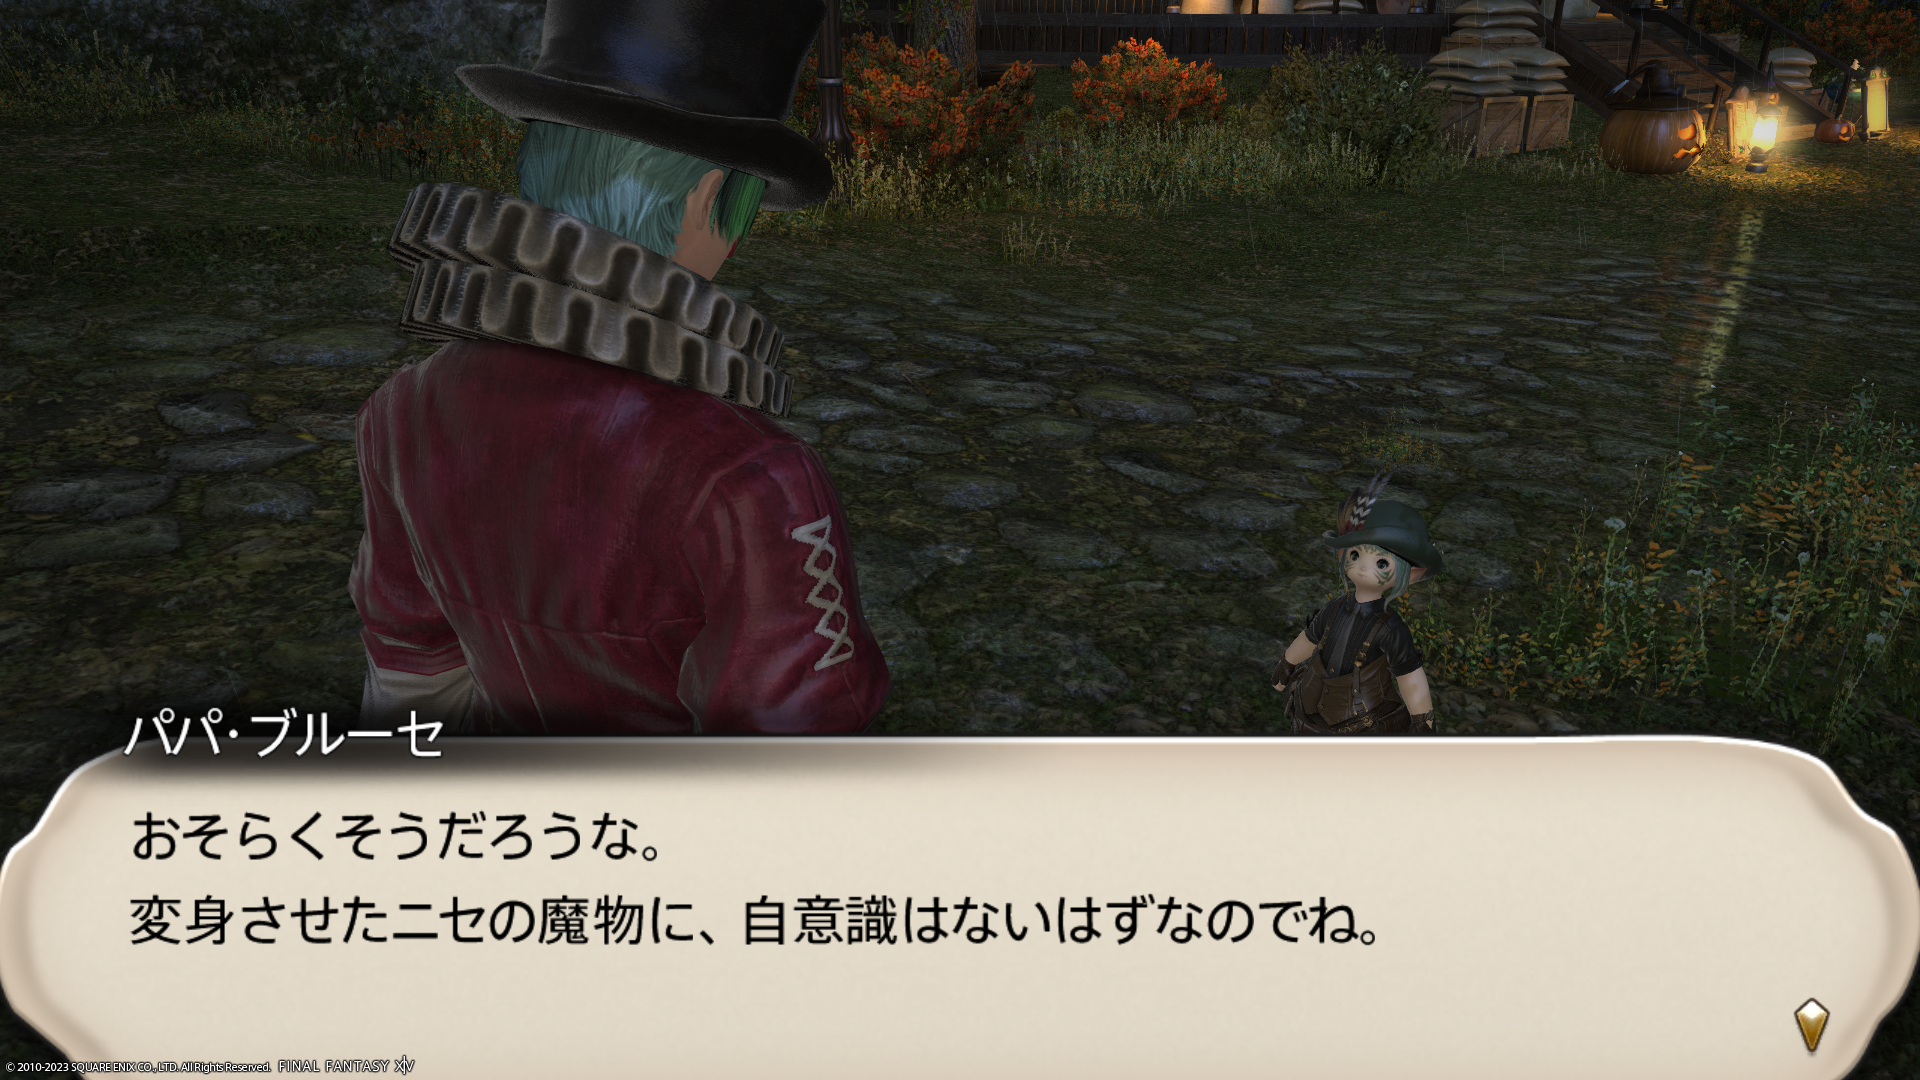 パパ・ブルーセ
おそらくそうだろうな。
変身させたニセの魔物に、自意識はないはずなのでね。
© 2010-2023 SQUARE ENIX CO., LTD. All Rights Reserved. FINAL FANTASY XIV